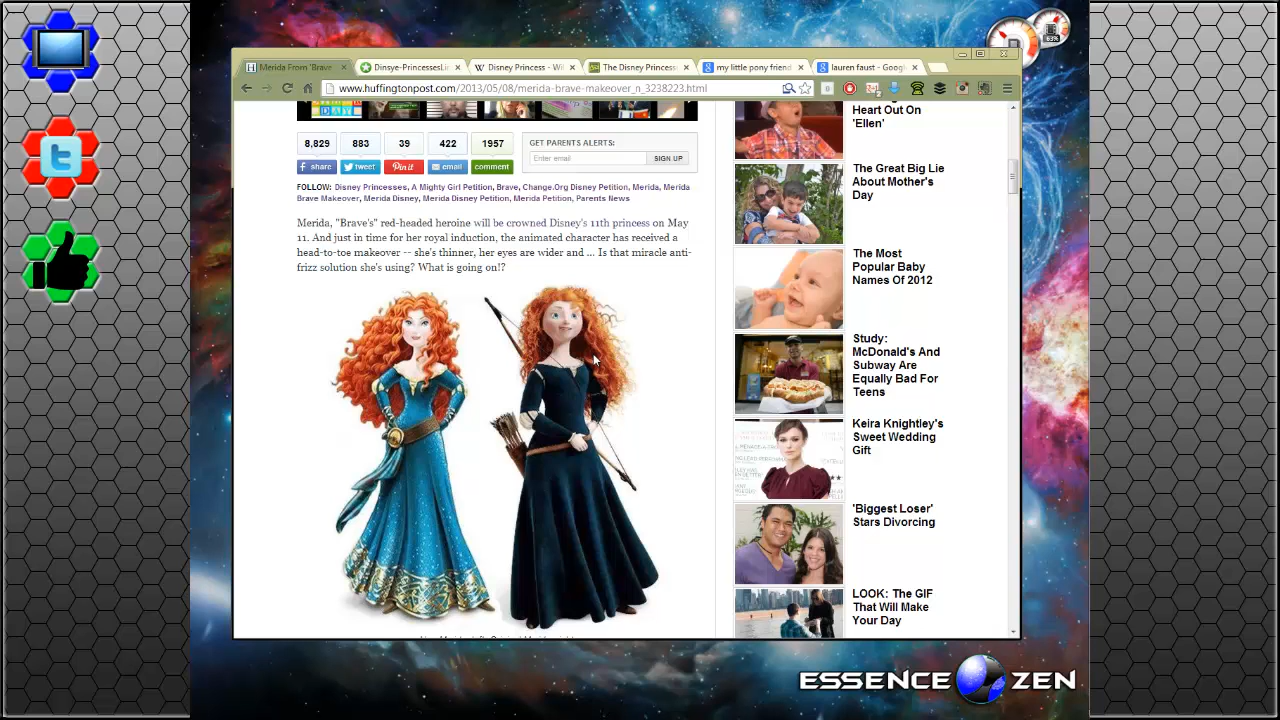 63%
Merida From 'Brave
Dinsye-PrincessesLi
Disney Princess - Wi
The Disney Princess
my little pony friend
lauren faust - Google
www.huffingtonpost.com/2013/05/08/merida-brave-makeover_n_3238223.html
8,829 883 39 422 1957
share tweet Pin it email comment
GET PARENTS ALERTS:
Enter email SIGN UP
FOLLOW: Disney Princesses, A Mighty Girl Petition, Brave, Change.Org Disney Petition, Merida, Merida
Brave Makeover, Merida Disney, Merida Disney Petition, Merida Petition, Parents News
Merida, "Brave's" red-headed heroine will be crowned Disney's 11th princess on May
11. And just in time for her royal induction, the animated character has received a
head-to-toe makeover -- she's thinner, her eyes are wider and ... Is that miracle anti-
frizz solution she's using? What is going on!?
Heart Out On
'Ellen'
The Great Big Lie
About Mother's
Day
The Most
Popular Baby
Names Of 2012
Study:
McDonald's And
Subway Are
Equally Bad For
Teens
Keira Knightley's
Sweet Wedding
Gift
'Biggest Loser'
Stars Divorcing
LOOK: The GIF
That Will Make
Your Day
ESSENCE ZEN